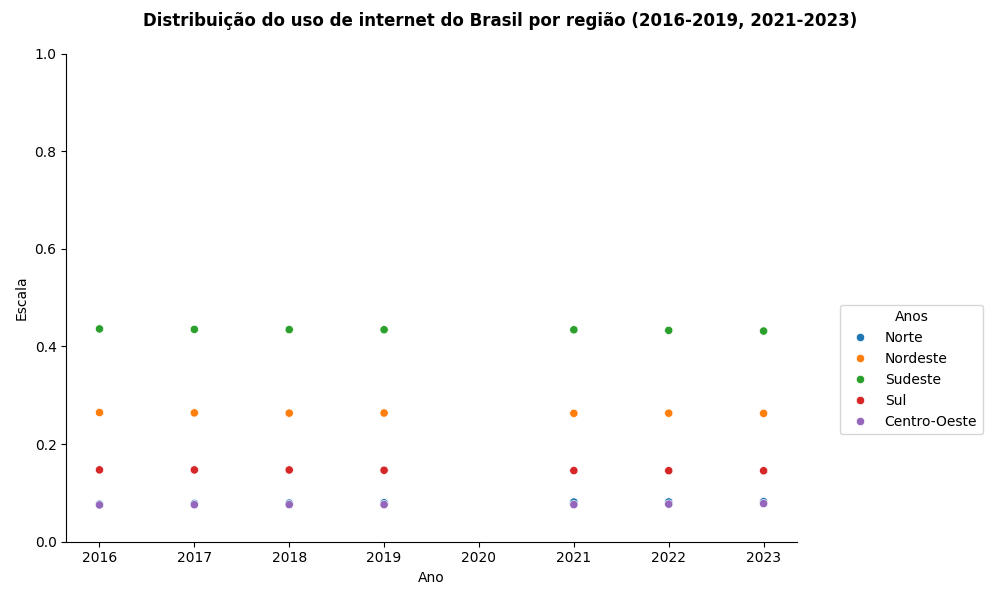 Distribuição do uso de internet do Brasil por região (2016-2019, 2021-2023)
1.0
0.8
0.6
0.4
0.2
0.0
Escala
2016 2017 2018 2019 2020 2021 2022 2023
Ano
Anos
Norte
Nordeste
Sudeste
Sul
Centro-Oeste